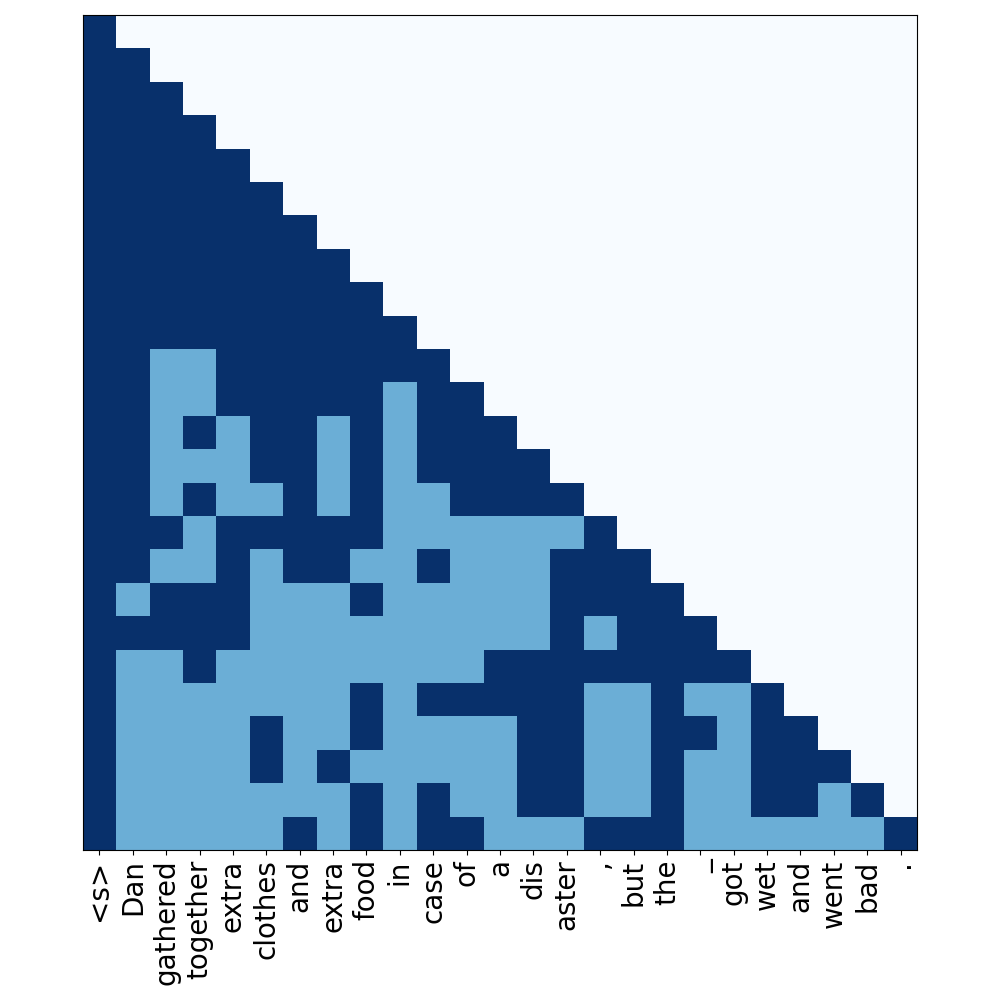 <s>
Dan
gathered
together
extra
clothes
and
extra
food
in
case
of
a
dis
aster
,
but
the
_
got
wet
and
went
bad
.